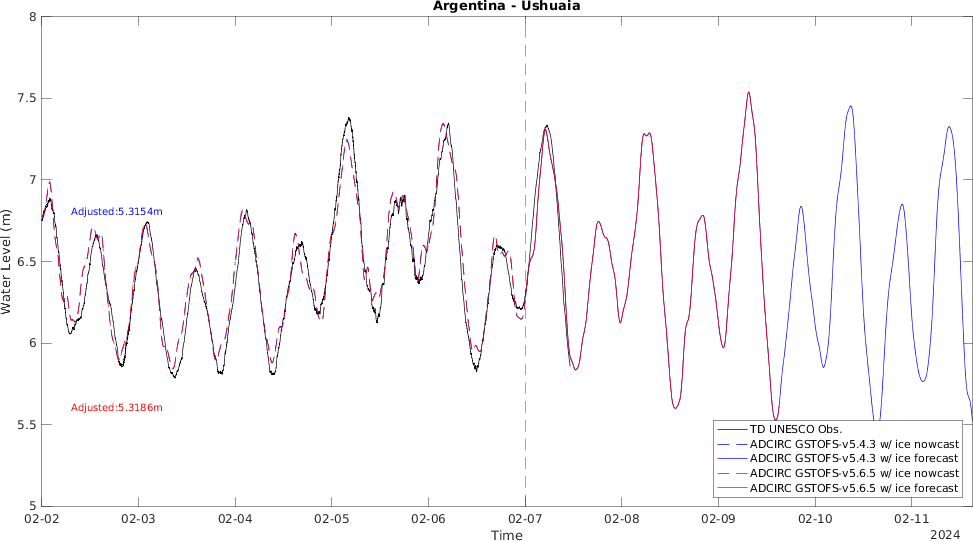 Argentina - Ushuaia
8
7.5
7
6.5
6
5.5
5
Water Level (m)
Adjusted:5.3154m
Adjusted:5.3186m
TD UNESCO Obs.
ADCIRC GSTOFS-v5.4.3 w/ ice nowcast
ADCIRC GSTOFS-v5.4.3 w/ ice forecast
ADCIRC GSTOFS-v5.6.5 w/ ice nowcast
ADCIRC GSTOFS-v5.6.5 w/ ice forecast
02-02 02-03 02-04 02-05 02-06 02-07 02-08 02-09 02-10 02-11
Time
2024